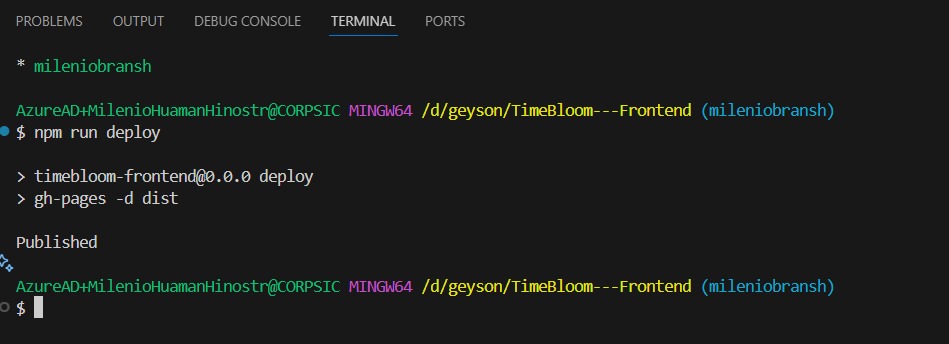 PROBLEMS OUTPUT DEBUG CONSOLE TERMINAL PORTS
* mileniobransh
AzureAD+MilenioHuamanHinostr@CORPSIC MINGW64 /d/geyson/TimeBloom---Frontend (mileniobransh)
$ npm run deploy
> timebloom-frontend@0.0.0 deploy
> gh-pages -d dist
Published
AzureAD+MilenioHuamanHinostr@CORPSIC MINGW64 /d/geyson/TimeBloom---Frontend (mileniobransh)
$